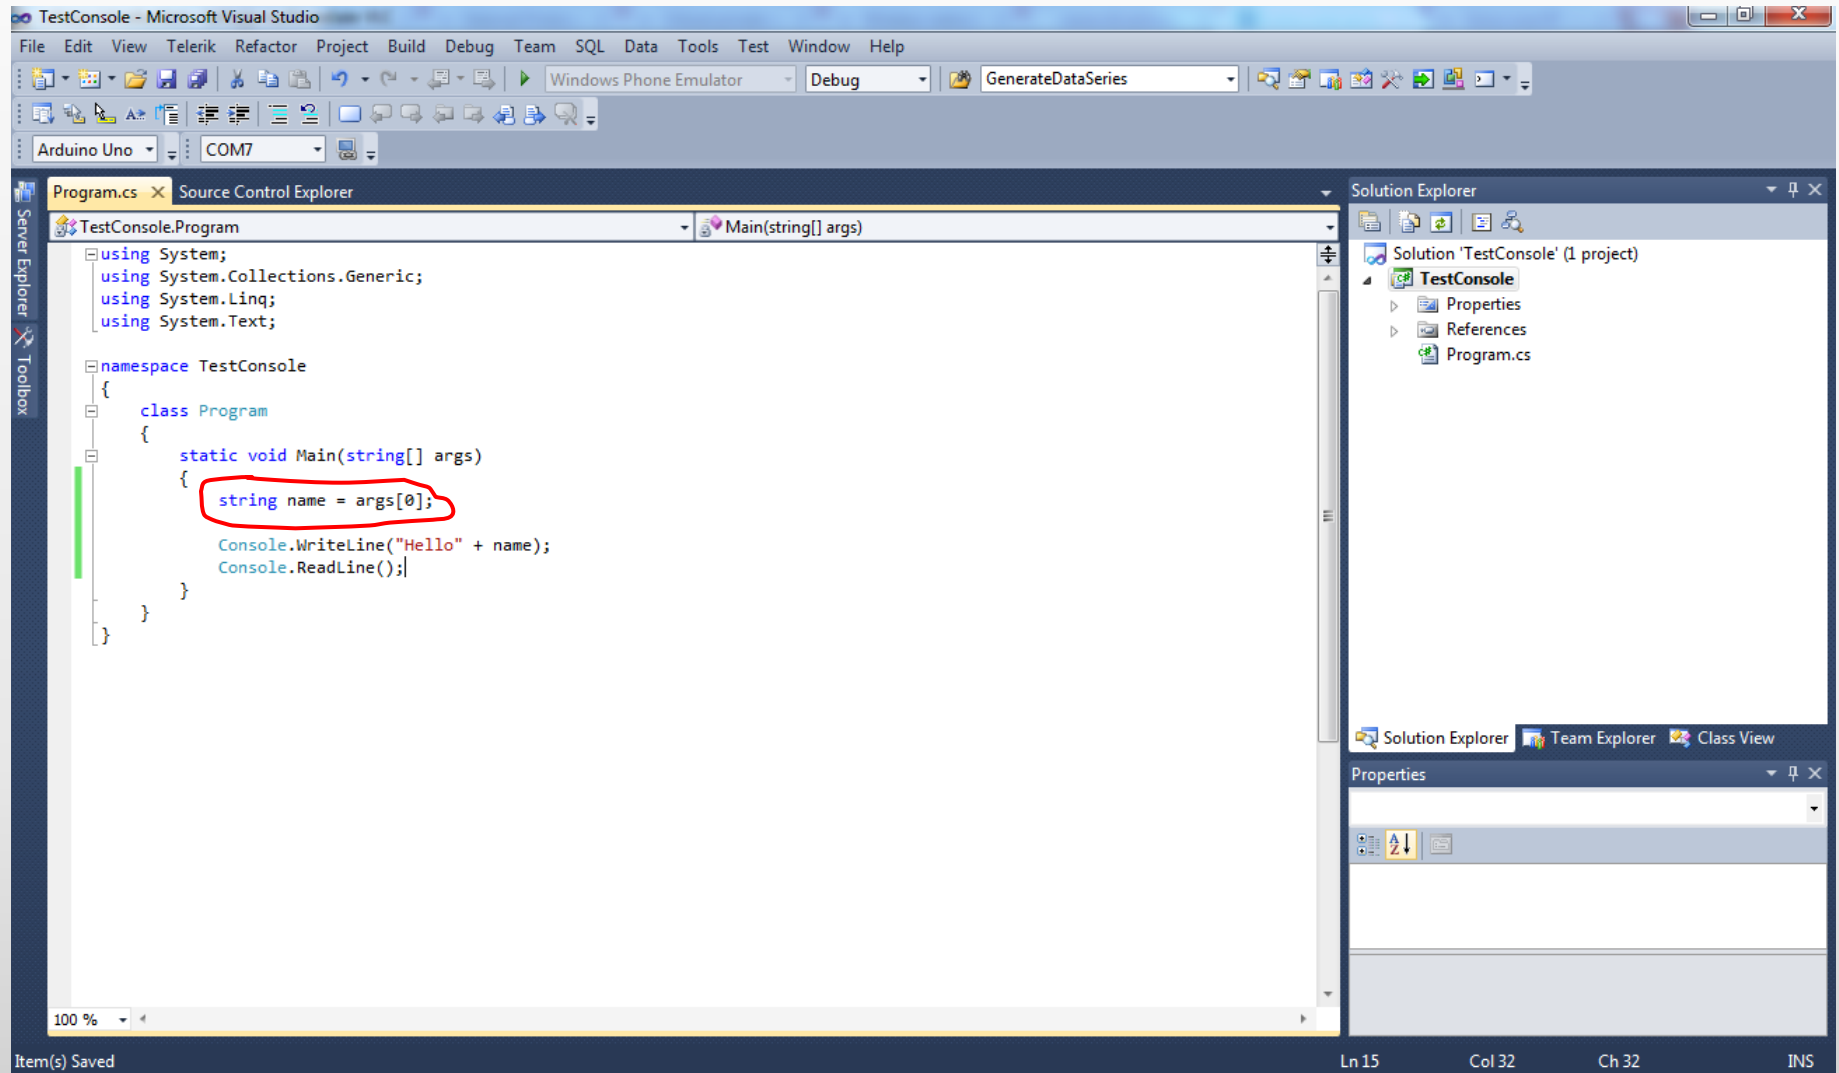 TestConsole - Microsoft Visual Studio
File Edit View Telerik Refactor Project Build Debug Team SQL Data Tools Test Window Help
Windows Phone Emulator Debug GenerateDataSeries
Arduino Uno COM7
Server Explorer
Toolbox
Program.cs Source Control Explorer
TestConsole.Program Main(string[] args)
using System;
using System.Collections.Generic;
using System.Linq;
using System.Text;
namespace TestConsole
{
class Program
{
static void Main(string[] args)
{
string name = args[0];
Console.WriteLine("Hello" + name);
Console.ReadLine();
}
}
}
100 %
Solution Explorer
Solution 'TestConsole' (1 project)
TestConsole
Properties
References
Program.cs
Solution Explorer Team Explorer Class View
Properties
Item(s) Saved Ln 15 Col 32 Ch 32 INS